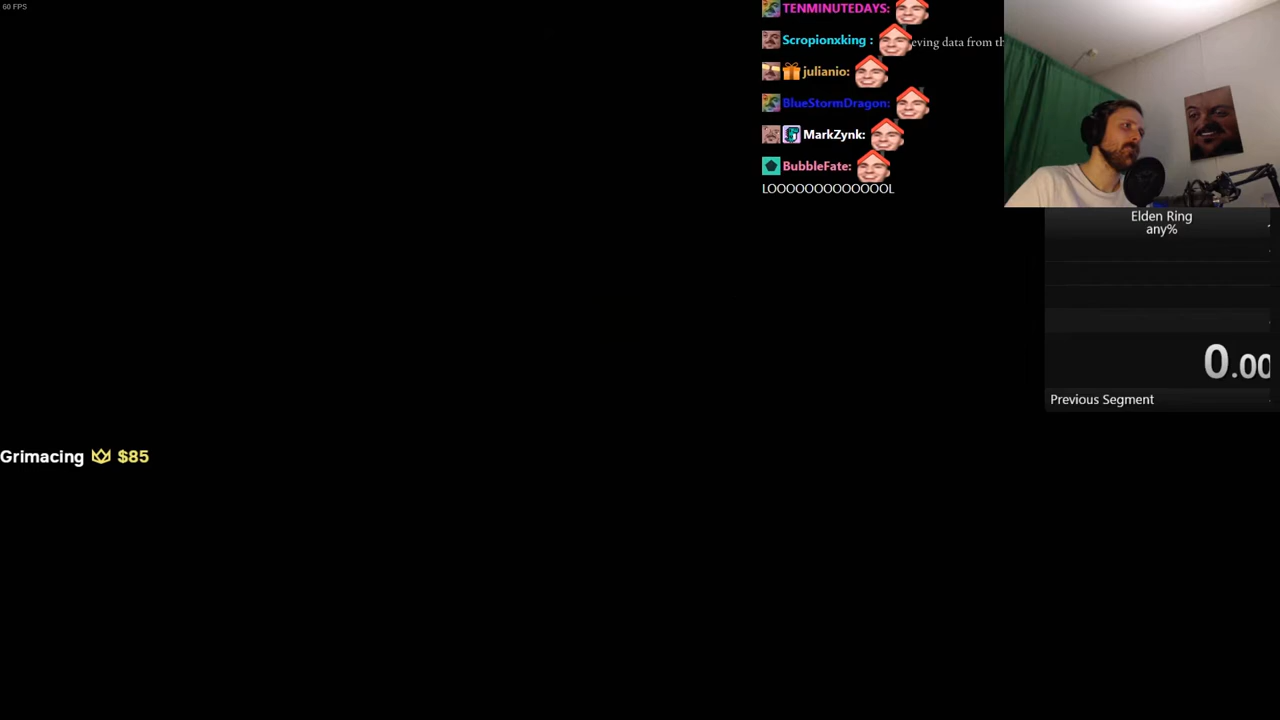 60 FPS
TENMINUTEDAYS:
Scropionxking : eving data from th
julianio:
BlueStormDragon:
MarkZynk:
BubbleFate:
LOOOOOOOOOOOOOL
Elden Ring
any%
0.00
Previous Segment
Grimacing $85